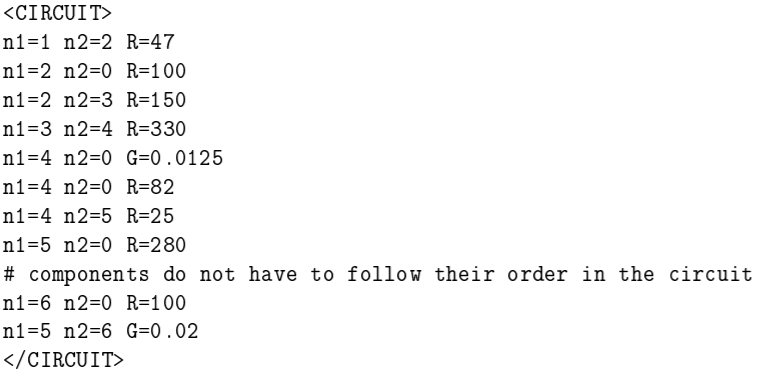 <CIRCUIT>
n1=1 n2=2 R=47
n1=2 n2=0 R=100
n1=2 n2=3 R=150
n1=3 n2=4 R=330
n1=4 n2=0 G=0.0125
n1=4 n2=0 R=82
n1=4 n2=5 R=25
n1=5 n2=0 R=280
# components do not have to follow their order in the circuit
n1=6 n2=0 R=100
n1=5 n2=6 G=0.02
</CIRCUIT>